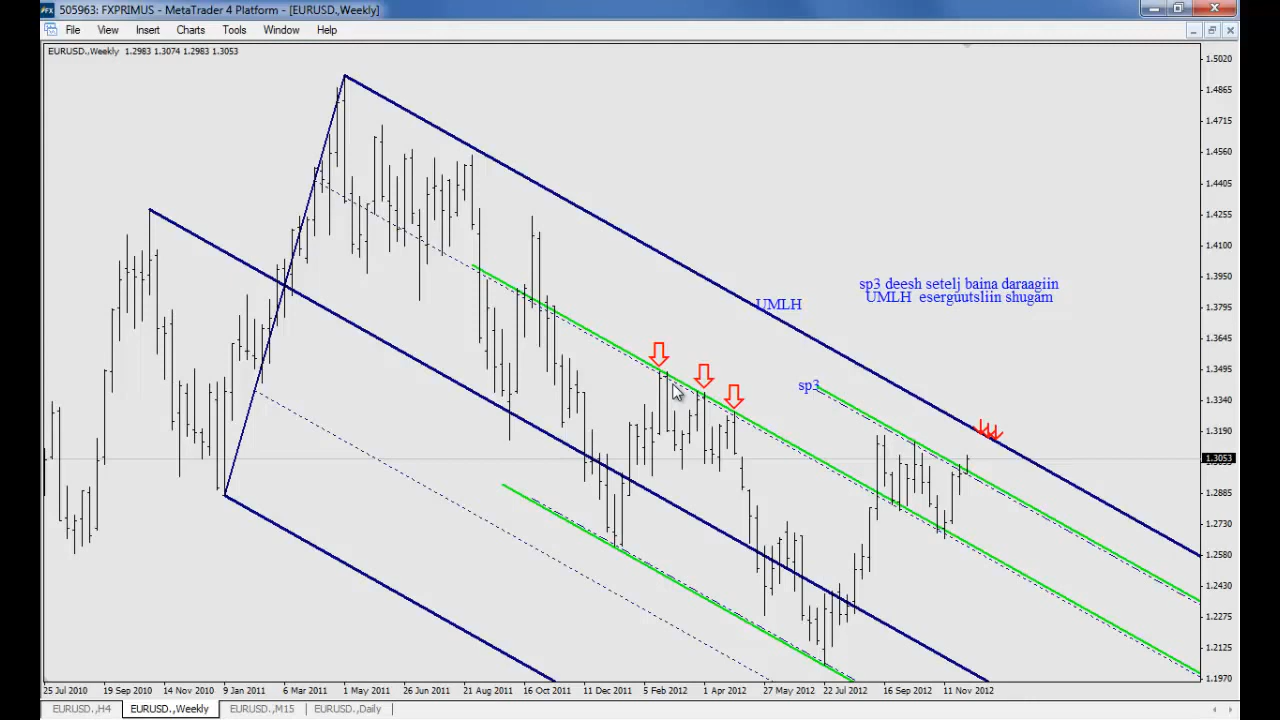 505963: FXPRIMUS - MetaTrader 4 Platform - [EURUSD.,Weekly]
File View Insert Charts Tools Window Help
EURUSD.,Weekly 1.2983 1.3074 1.2983 1.3053
1.5020
1.4865
1.4715
1.4560
1.4405
1.4255
1.4100
1.3950
1.3795
1.3645
1.3495
1.3340
1.3190
1.3053
1.2885
1.2730
1.2580
1.2430
1.2275
1.2125
1.1970
sp3 deesh setelj baina daraagiin
UMLH eserguutsliin shugam
UMLH
sp3
25 Jul 2010 19 Sep 2010 14 Nov 2010 9 Jan 2011 6 Mar 2011 1 May 2011 26 Jun 2011 21 Aug 2011 16 Oct 2011 11 Dec 2011 5 Feb 2012 1 Apr 2012 27 May 2012 22 Jul 2012 16 Sep 2012 11 Nov 2012
EURUSD.,H4 EURUSD.,Weekly EURUSD.,M15 EURUSD.,Daily